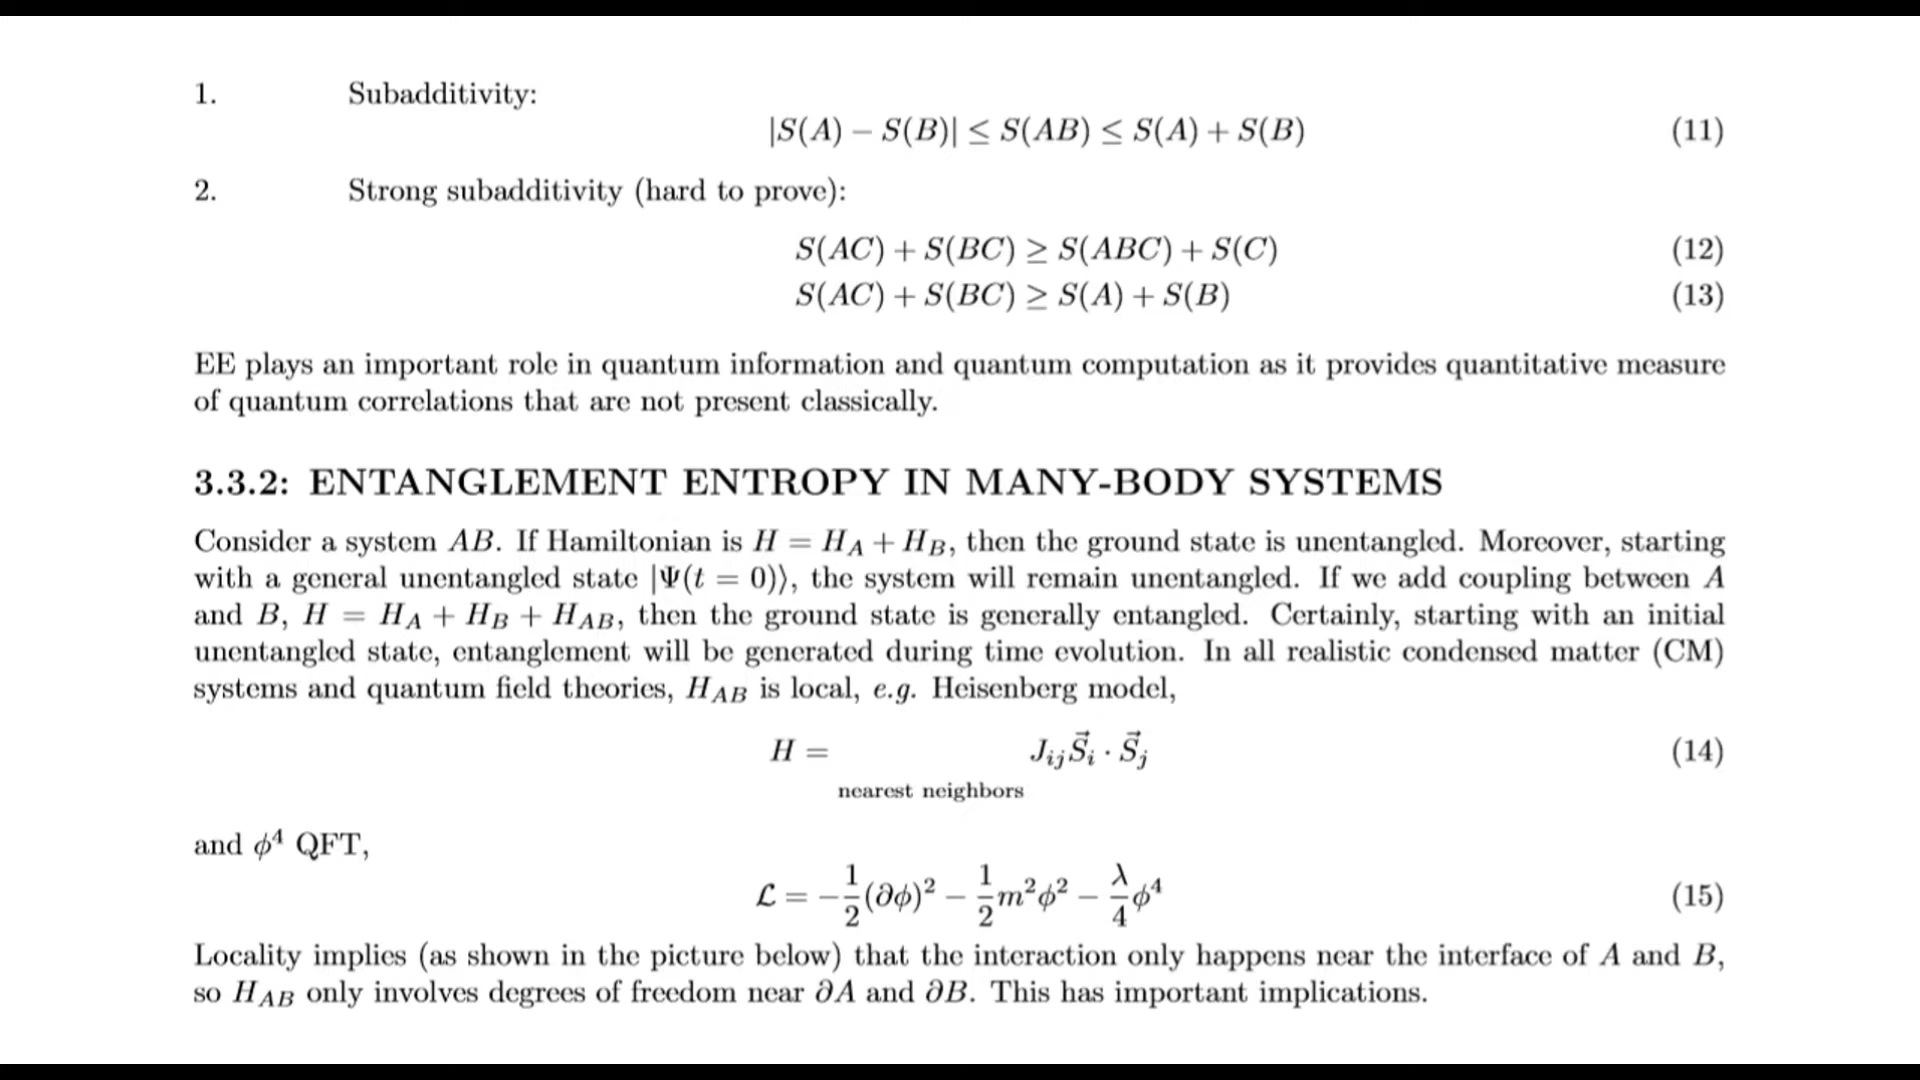 1. Subadditivity:
|S(A) − S(B)| ≤ S(AB) ≤ S(A) + S(B) (11)
2. Strong subadditivity (hard to prove):
S(AC) + S(BC) ≥ S(ABC) + S(C) (12)
S(AC) + S(BC) ≥ S(A) + S(B) (13)
EE plays an important role in quantum information and quantum computation as it provides quantitative measure
of quantum correlations that are not present classically.
3.3.2: ENTANGLEMENT ENTROPY IN MANY-BODY SYSTEMS
Consider a system AB. If Hamiltonian is H = H_A + H_B, then the ground state is unentangled. Moreover, starting
with a general unentangled state |Ψ(t = 0)⟩, the system will remain unentangled. If we add coupling between A
and B, H = H_A + H_B + H_AB, then the ground state is generally entangled. Certainly, starting with an initial
unentangled state, entanglement will be generated during time evolution. In all realistic condensed matter (CM)
systems and quantum field theories, H_AB is local, e.g. Heisenberg model,
H = J_ij S⃗_i · S⃗_j (14)
nearest neighbors
and ϕ⁴ QFT,
ℒ = −1/2(∂ϕ)² − 1/2 m²ϕ² − λ/4 ϕ⁴ (15)
Locality implies (as shown in the picture below) that the interaction only happens near the interface of A and B,
so H_AB only involves degrees of freedom near ∂A and ∂B. This has important implications.